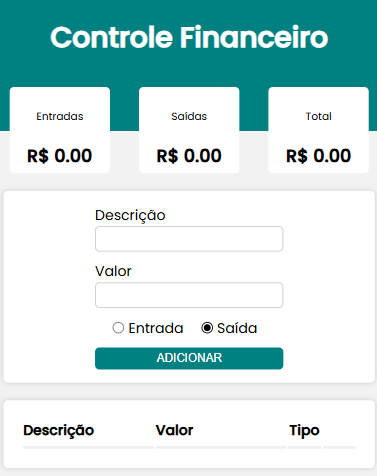 Controle Financeiro
Entradas Saídas Total
R$ 0.00 R$ 0.00 R$ 0.00
Descrição
Valor
Entrada Saída
ADICIONAR
Descrição Valor Tipo